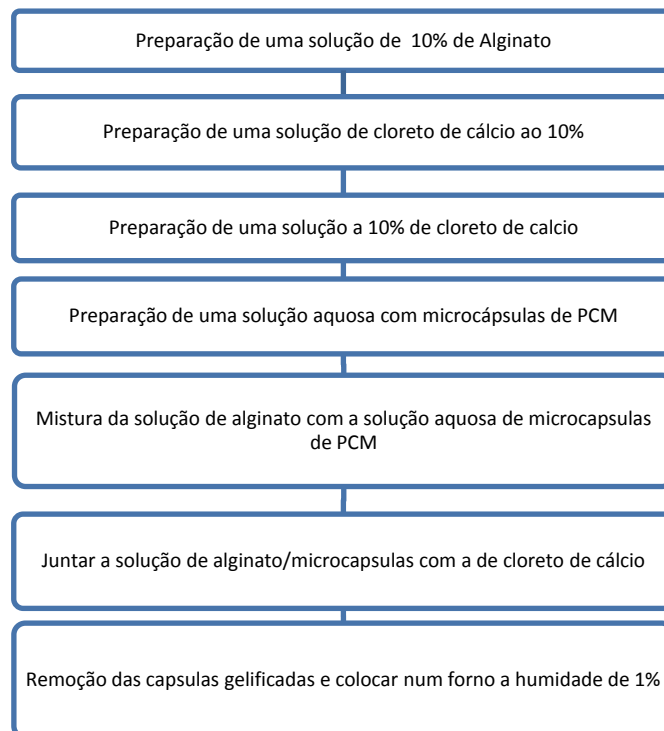 Preparação de uma solução de  10% de Alginato
Preparação de uma solução de cloreto de cálcio ao 10%
Preparação de uma solução a 10% de cloreto de calcio
Preparação de uma solução aquosa com microcápsulas de PCM
Mistura da solução de alginato com a solução aquosa de microcapsulas
de PCM
Juntar a solução de alginato/microcapsulas com a de cloreto de cálcio
Remoção das capsulas gelificadas e colocar num forno a humidade de 1%